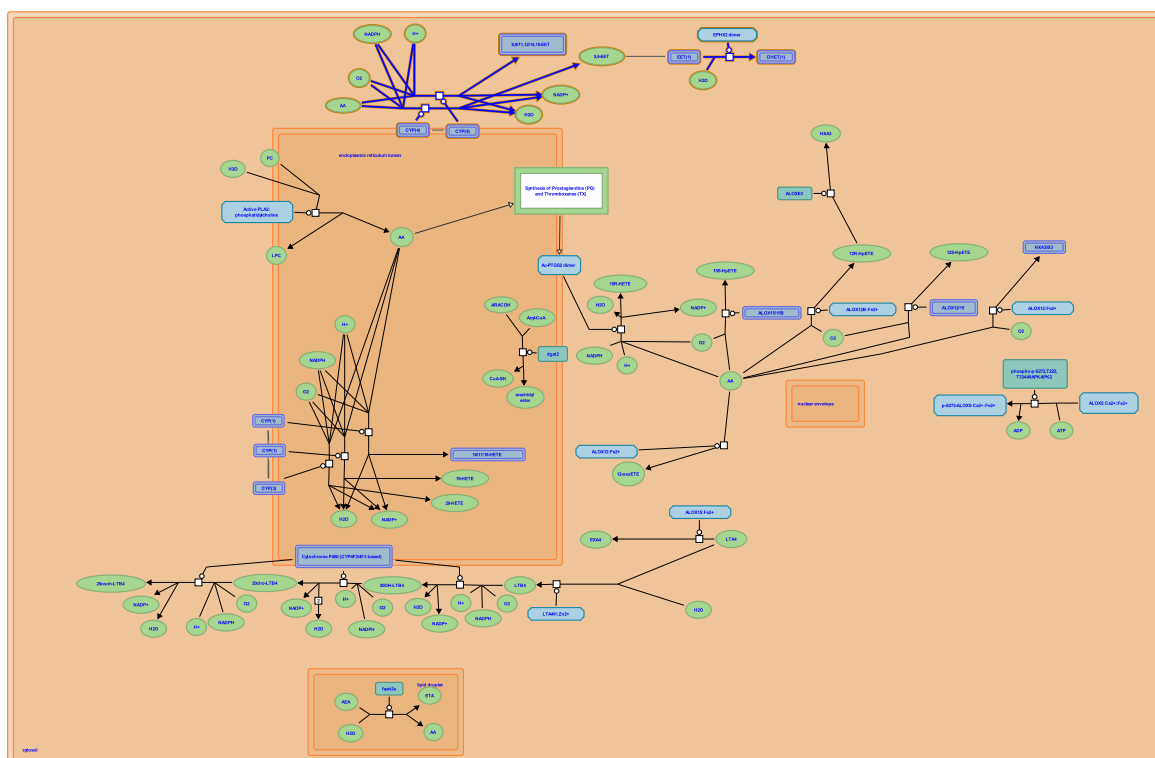 NADPH
H+
5,6/11,12/14,15-EET
EPHX2 dimer
5,6-EET
EET(1)
DHET(1)
O2
H2O
AA
NADP+
H2O
CYP(4)
CYP(4)
HXA3
endoplasmic reticulum lumen
PC
H2O
Synthesis of Prostaglandins (PG)
and Thromboxanes (TX)
ALOXE3
Active PLA2:
phosphatidylcholine
AA
LPC
12R-HpETE
12S-HpETE
HXA3/B3
Ac-PTGS2 dimer
15R-HETE
15S-HpETE
ARACOH
Acyl-CoA
H2O
NADP+
ALOX15/15B
ALOX12B:Fe2+
ALOX12/15
ALOX12:Fe2+
H+
O2
O2
O2
dgat2
NADPH
H+
NADPH
CoA-SH
AA
phospho-p-S272,T222,
T334-MAPKAPK2
O2
arachidyl
ester
nuclear envelope
p-S272-ALOX5:Ca2+:Fe2+
ALOX5:Ca2+:Fe2+
CYP(1)
ADP
ATP
CYP(1)
16/17/18-HETE
ALOX12:Fe2+
19-HETE
12-oxoETE
CYP(3)
20-HETE
H2O
NADP+
ALOX15:Fe2+
EXA4
LTA4
Cytochrome P450 (CYP4F2/4F3 based)
20cooh-LTB4
20cho-LTB4
20OH-LTB4
LTB4
NADP+
O2
NADP+
2
H+
O2
H2O
H+
O2
H2O
H+
NADPH
H2O
NADPH
NADP+
NADPH
LTA4H:Zn2+
H2O
lipid droplet
faah2a
AEA
ETA
H2O
AA
cytosol